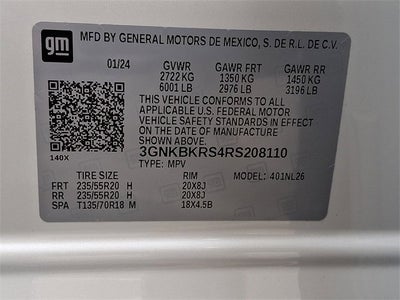 gm MFD BY GENERAL MOTORS DE MEXICO, S. DE R.L. DE C.V.
01/24 GVWR GAWR FRT GAWR RR
2722 KG 1350 KG 1450 KG
6001 LB 2976 LB 3196 LB
THIS VEHICLE CONFORMS TO ALL
APPLICABLE U.S. FEDERAL MOTOR
VEHICLE SAFETY STANDARDS IN
EFFECT ON THE DATE OF
MANUFACTURE SHOWN ABOVE.
140X 3GNKBKRS4RS208110
TYPE: MPV
TIRE SIZE RIM MODEL: 401NL26
FRT 235/55R20 H 20X8J
RR 235/55R20 H 20X8J
SPA T135/70R18 M 18X4.5B